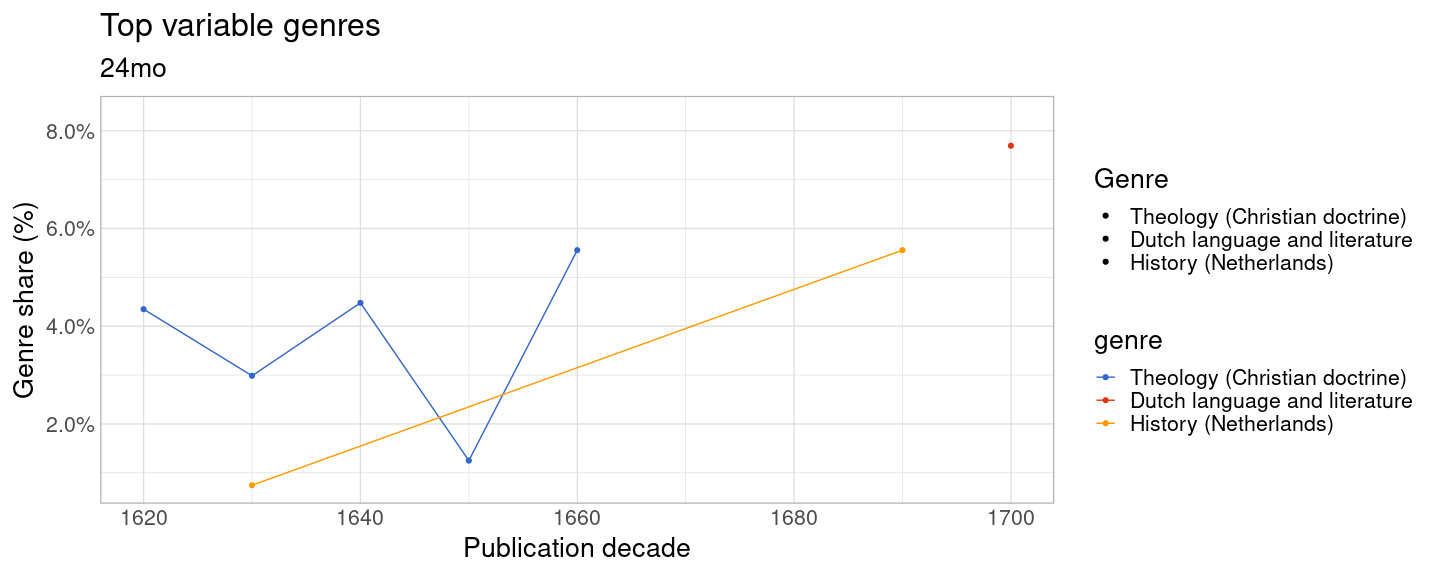 Top variable genres
24mo
Genre share (%)
8.0%
6.0%
4.0%
2.0%
1620
1640
1660
1680
1700
Publication decade
Genre
Theology (Christian doctrine)
Dutch language and literature
History (Netherlands)
genre
Theology (Christian doctrine)
Dutch language and literature
History (Netherlands)